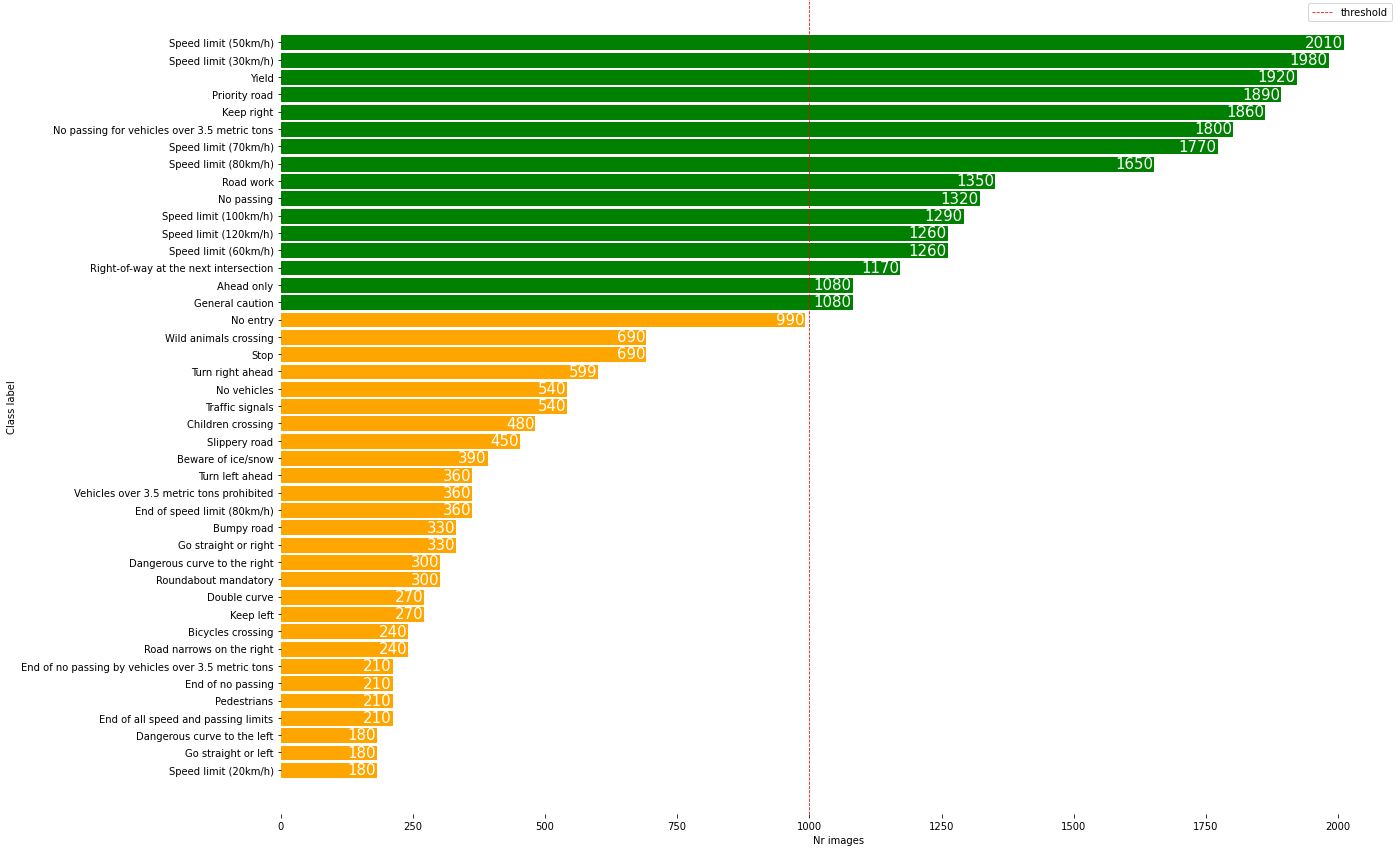 threshold
Speed limit (50km/h) 2010
Speed limit (30km/h) 1980
Yield 1920
Priority road 1890
Keep right 1860
No passing for vehicles over 3.5 metric tons 1800
Speed limit (70km/h) 1770
Speed limit (80km/h) 1650
Road work 1350
No passing 1320
Speed limit (100km/h) 1290
Speed limit (120km/h) 1260
Speed limit (60km/h) 1260
Right-of-way at the next intersection 1170
Ahead only 1080
General caution 1080
No entry 990
Wild animals crossing 690
Stop 690
Turn right ahead 599
No vehicles 540
Traffic signals 540
Children crossing 480
Slippery road 450
Beware of ice/snow 390
Turn left ahead 360
Vehicles over 3.5 metric tons prohibited 360
End of speed limit (80km/h) 360
Bumpy road 330
Go straight or right 330
Dangerous curve to the right 300
Roundabout mandatory 300
Double curve 270
Keep left 270
Bicycles crossing 240
Road narrows on the right 240
End of no passing by vehicles over 3.5 metric tons 210
End of no passing 210
Pedestrians 210
End of all speed and passing limits 210
Dangerous curve to the left 180
Go straight or left 180
Speed limit (20km/h) 180
Class label
0 250 500 750 1000 1250 1500 1750 2000
Nr images